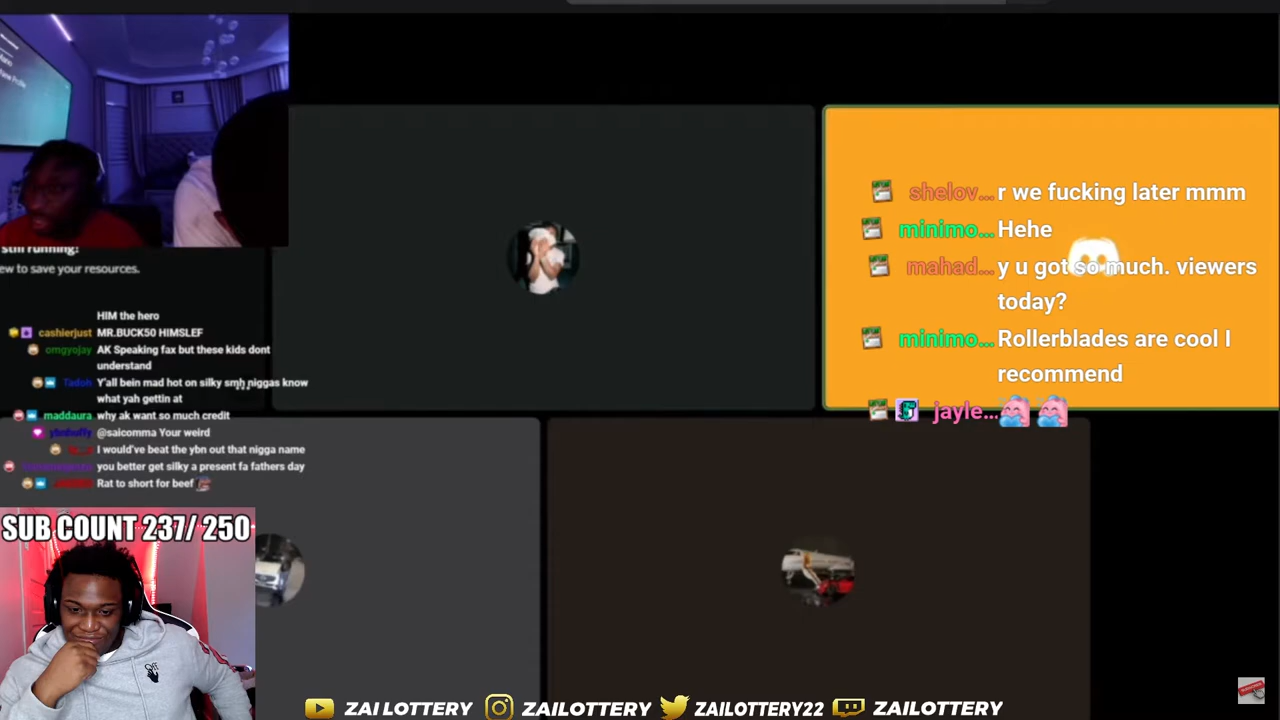 still running!
ew to save your resources.
HIM the hero
cashierjust MR.BUCK50 HIMSLEF
omgyojay AK Speaking fax but these kids dont
understand
Tadoh Y'all bein mad hot on silky smh niggas know
what yah gettin at
maddaura why ak want so much credit
@saicomma Your weird
I would've beat the ybn out that nigga name
you better get silky a present fa fathers day
Rat to short for beef
SUB COUNT 237/ 250
shelov... r we fucking later mmm
minimo... Hehe
mahad... y u got so much. viewers
today?
minimo... Rollerblades are cool I
recommend
jayle...
ZAI LOTTERY ZAILOTTERY ZAILOTTERY22 ZAILOTTERY